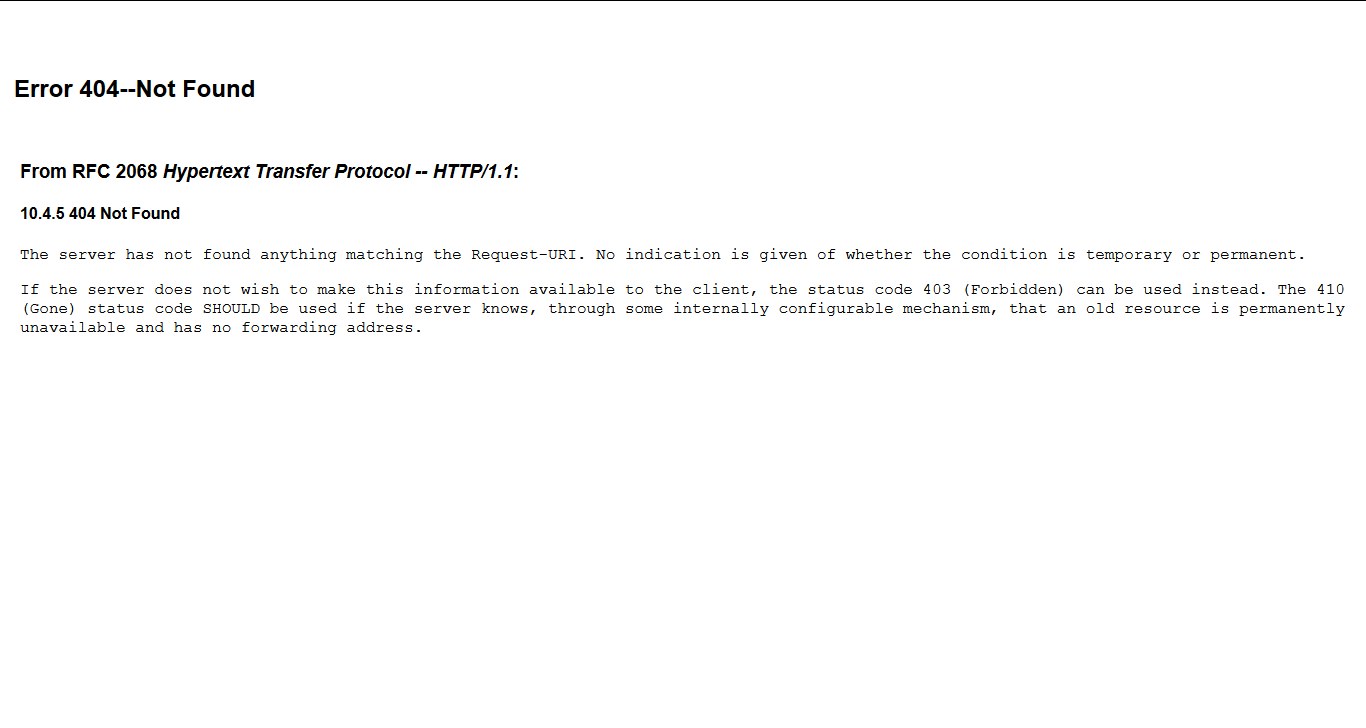 Error 404--Not Found
From RFC 2068 Hypertext Transfer Protocol -- HTTP/1.1:
10.4.5 404 Not Found
The server has not found anything matching the Request-URI. No indication is given of whether the condition is temporary or permanent.
If the server does not wish to make this information available to the client, the status code 403 (Forbidden) can be used instead. The 410
(Gone) status code SHOULD be used if the server knows, through some internally configurable mechanism, that an old resource is permanently
unavailable and has no forwarding address.